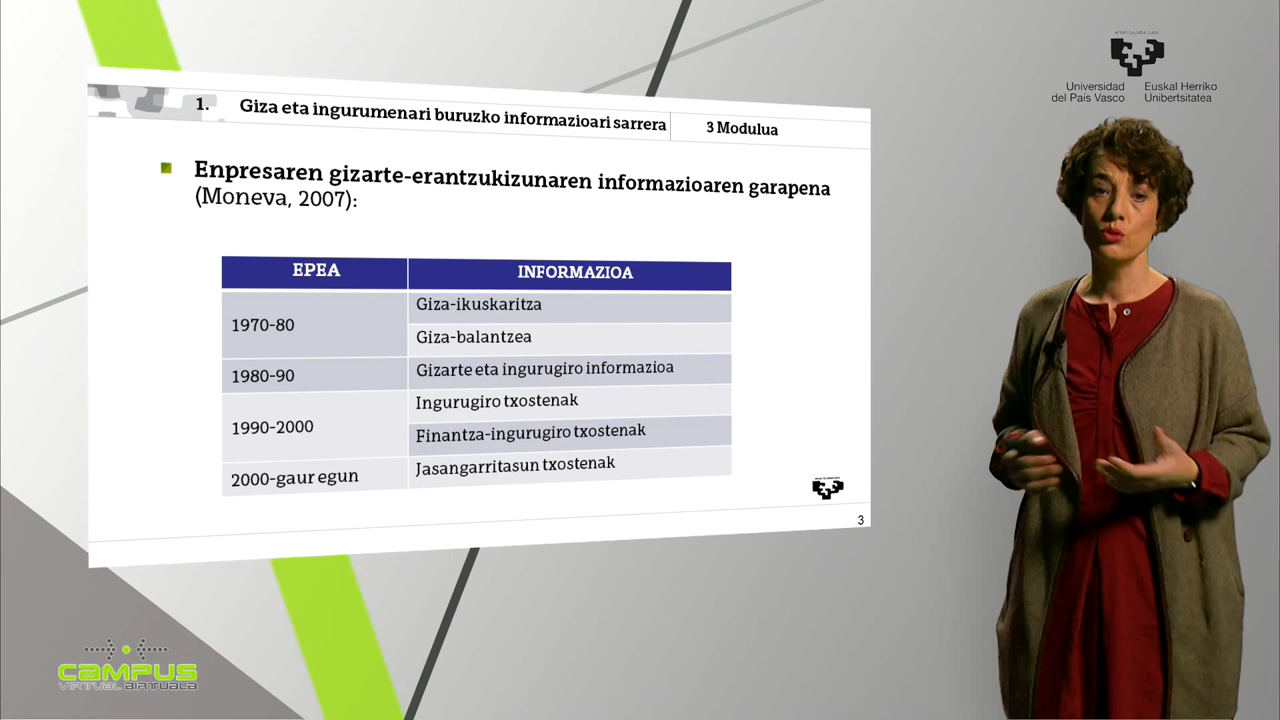 1. Giza eta ingurumenari buruzko informazioari sarrera
3 Modulua
Enpresaren gizarte-erantzukizunaren informazioaren garapena
(Moneva, 2007):
EPEA INFORMAZIOA
1970-80
Giza-ikuskaritza
Giza-balantzea
1980-90
Gizarte eta ingurugiro informazioa
1990-2000
Ingurugiro txostenak
Finantza-ingurugiro txostenak
2000-gaur egun
Jasangarritasun txostenak
3
Universidad
del País Vasco
Euskal Herriko
Unibertsitatea
CAMPUS
VIRTUAL BIRTUALA